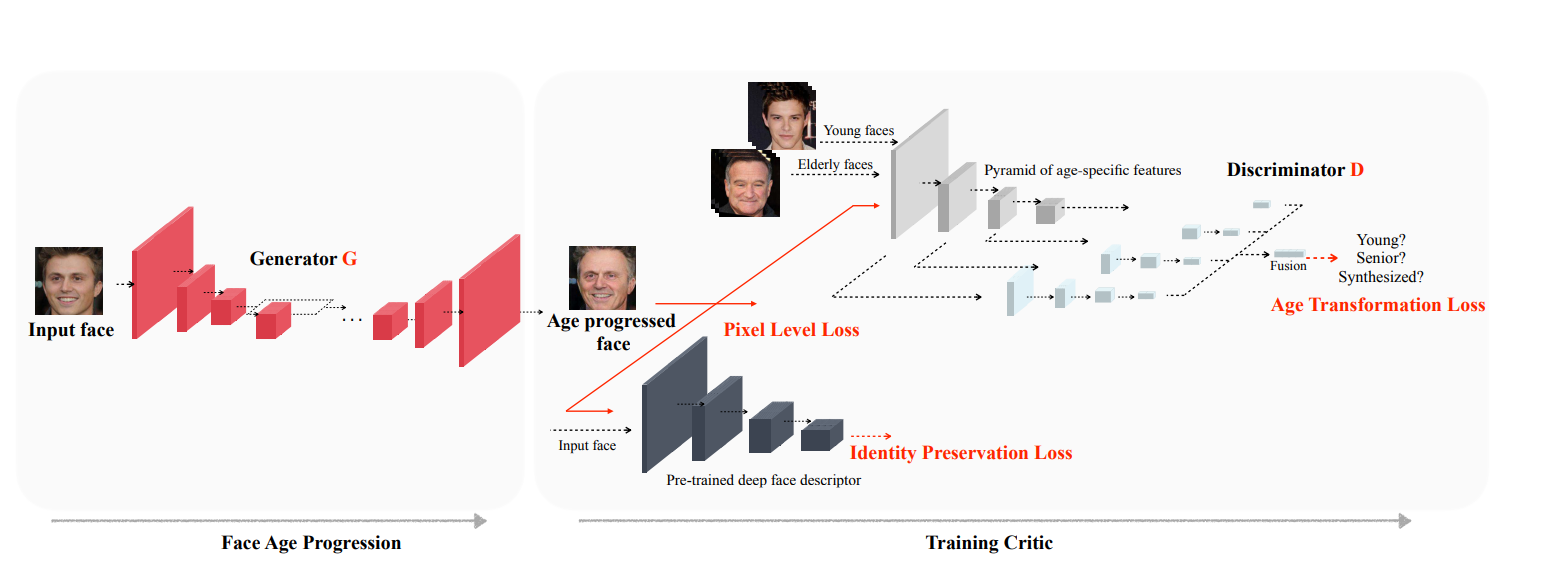 Generator G
Input face
Face Age Progression
Young faces
Elderly faces
Pyramid of age-specific features
Discriminator D
Young?
Senior?
Synthesized?
Fusion
Age Transformation Loss
Age progressed
face
Pixel Level Loss
Input face
Identity Preservation Loss
Pre-trained deep face descriptor
Training Critic